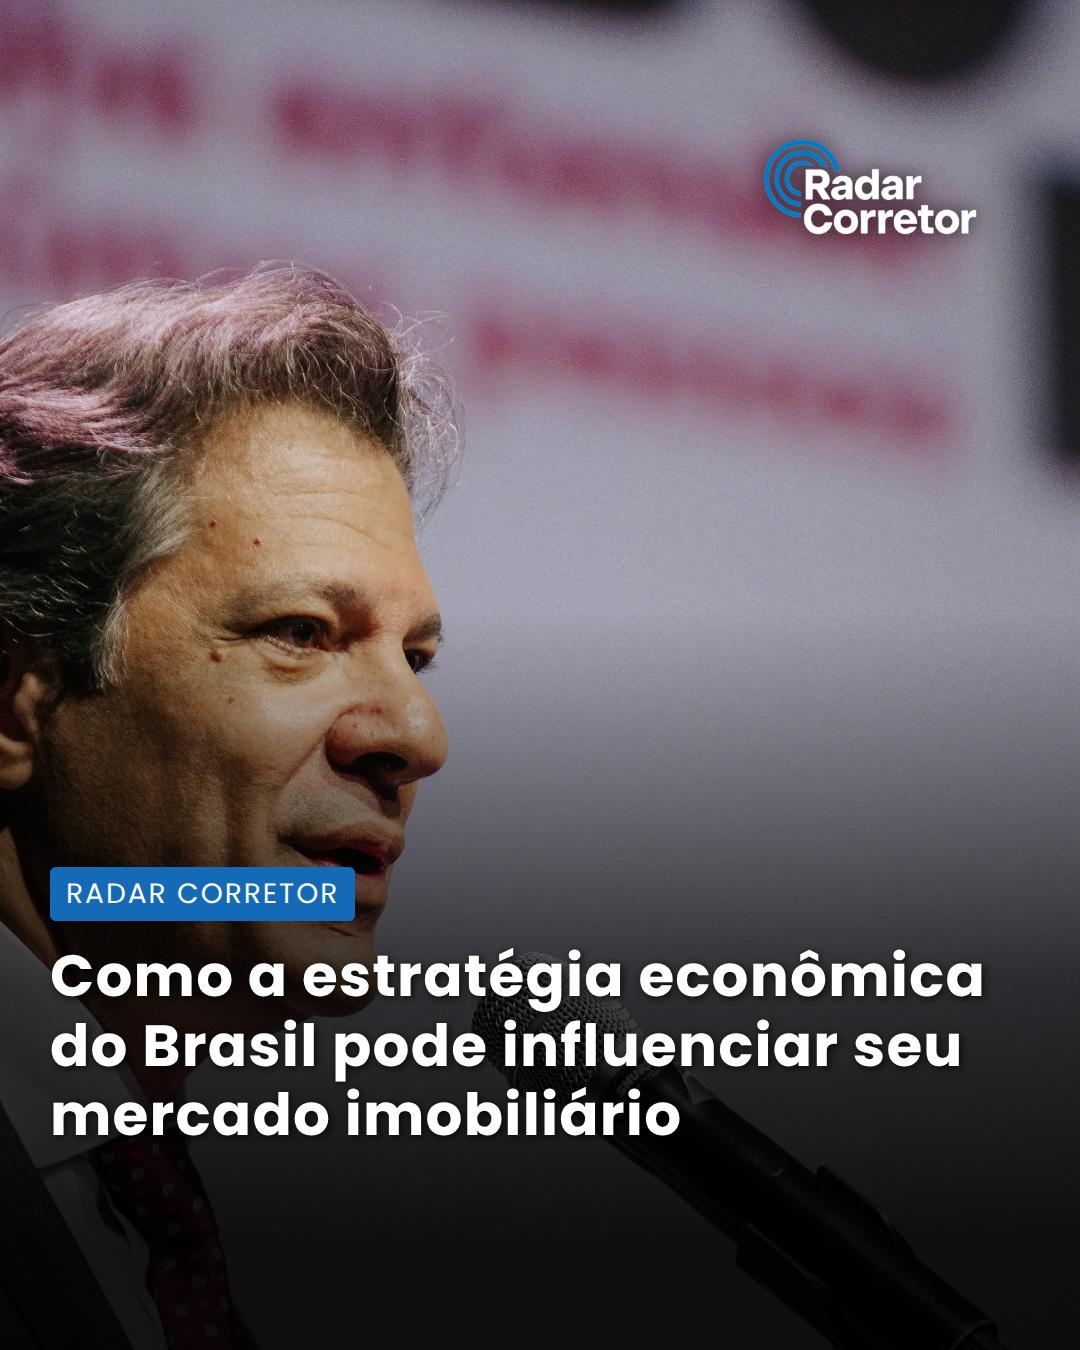 Radar
Corretor
RADAR CORRETOR
Como a estratégia econômica
do Brasil pode influenciar seu
mercado imobiliário